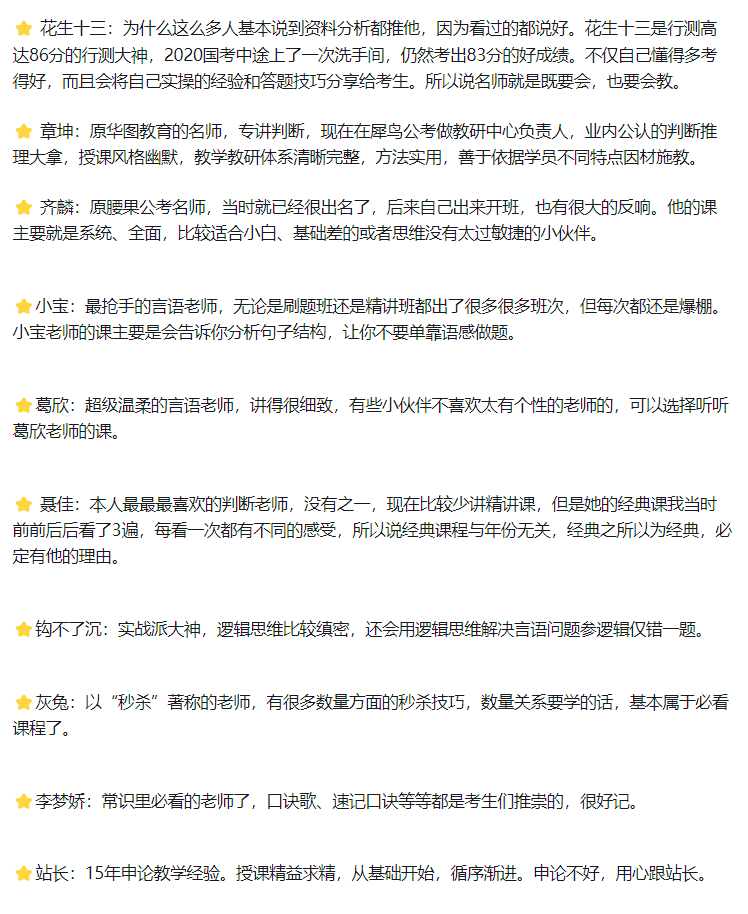 ⭐ 花生十三：为什么这么多人基本说到资料分析都推他，因为看过的都说好。花生十三是行测高
达86分的行测大神，2020国考中途上了一次洗手间，仍然考出83分的好成绩。不仅自己懂得多考
得好，而且会将自己实操的经验和答题技巧分享给考生。所以说名师就是既要会，也要会教。
⭐ 章坤：原华图教育的名师，专讲判断，现在在犀鸟公考做教研中心负责人，业内公认的判断推
理大拿，授课风格幽默，教学教研体系清晰完整，方法实用，善于依据学员不同特点因材施教。
⭐ 齐麟：原腰果公考名师，当时就已经很出名了，后来自己出来开班，也有很大的反响。他的课
主要就是系统、全面，比较适合小白、基础差的或者思维没有太过敏捷的小伙伴。
⭐小宝：最抢手的言语老师，无论是刷题班还是精讲班都出了很多很多班次，但每次都还是爆棚。
小宝老师的课主要是会告诉你分析句子结构，让你不要单靠语感做题。
⭐葛欣：超级温柔的言语老师，讲得很细致，有些小伙伴不喜欢太有个性的老师的，可以选择听听
葛欣老师的课。
⭐ 聂佳：本人最最最喜欢的判断老师，没有之一，现在比较少讲精讲课，但是她的经典课我当时
前前后后看了3遍，每看一次都有不同的感受，所以说经典课程与年份无关，经典之所以为经典，必
定有他的理由。
⭐钩不了沉：实战派大神，逻辑思维比较缜密，还会用逻辑思维解决言语问题参逻辑仅错一题。
⭐灰兔：以“秒杀”著称的老师，有很多数量方面的秒杀技巧，数量关系要学的话，基本属于必看
课程了。
⭐李梦娇：常识里必看的老师了，口诀歌、速记口诀等等都是考生们推崇的，很好记。
⭐站长：15年申论教学经验。授课精益求精，从基础开始，循序渐进。申论不好，用心跟站长。